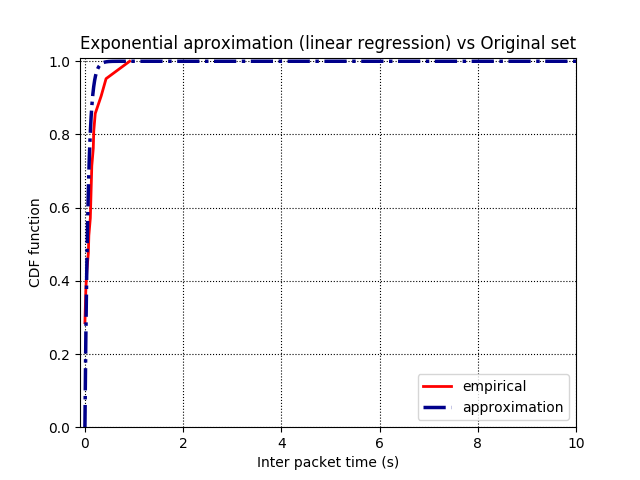 Exponential aproximation (linear regression) vs Original set
1.0
0.8
0.6
0.4
0.2
0.0
CDF function
empirical
approximation
0 2 4 6 8 10
Inter packet time (s)